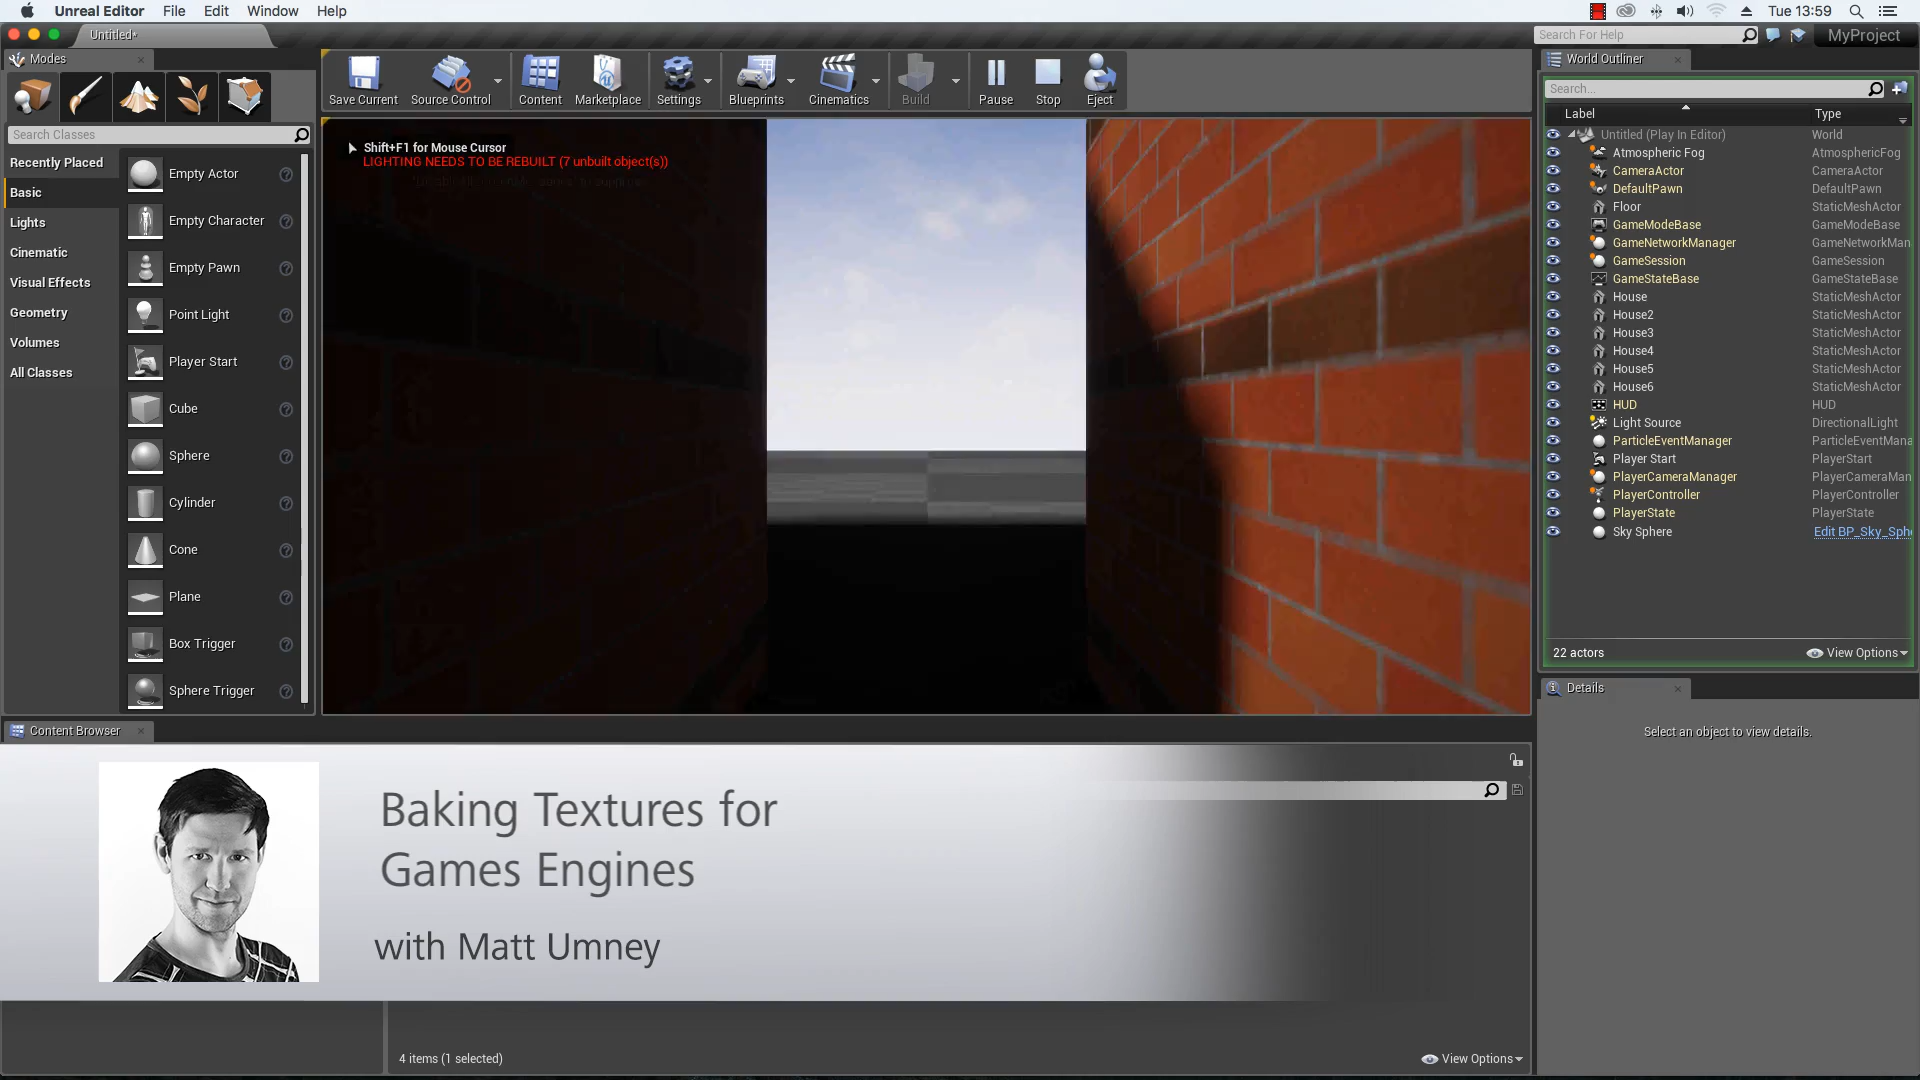 Unreal Editor File Edit Window Help Tue 13:59
Untitled*
Search For Help MyProject
Modes
World Outliner
Save Current Source Control Content Marketplace Settings Blueprints Cinematics Build Pause Stop Eject
Search Classes
Search...
Label Type
Recently Placed
Basic
Lights
Cinematic
Visual Effects
Geometry
Volumes
All Classes
Empty Actor
Empty Character
Empty Pawn
Point Light
Player Start
Cube
Sphere
Cylinder
Cone
Plane
Box Trigger
Sphere Trigger
Shift+F1 for Mouse Cursor
LIGHTING NEEDS TO BE REBUILT (7 unbuilt object(s))
Untitled (Play In Editor) World
Atmospheric Fog AtmosphericFog
CameraActor CameraActor
DefaultPawn DefaultPawn
Floor StaticMeshActor
GameModeBase GameModeBase
GameNetworkManager GameNetworkMan
GameSession GameSession
GameStateBase GameStateBase
House StaticMeshActor
House2 StaticMeshActor
House3 StaticMeshActor
House4 StaticMeshActor
House5 StaticMeshActor
House6 StaticMeshActor
HUD HUD
Light Source DirectionalLight
ParticleEventManager ParticleEventMana
Player Start PlayerStart
PlayerCameraManager PlayerCameraMan
PlayerController PlayerController
PlayerState PlayerState
Sky Sphere Edit BP_Sky_Sph
22 actors View Options
Details
Select an object to view details.
Content Browser
Baking Textures for
Games Engines
with Matt Umney
4 items (1 selected) View Options